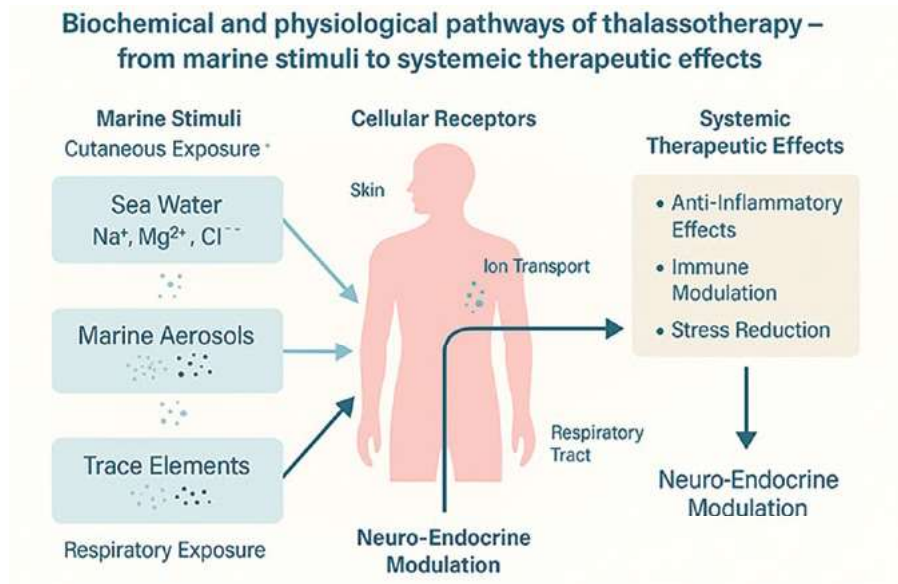 Biochemical and physiological pathways of thalassotherapy –
from marine stimuli to systemeic therapeutic effects
Marine Stimuli
Cutaneous Exposure
Sea Water
Na⁺, Mg²⁺, Cl⁻⁻
Marine Aerosols
Trace Elements
Respiratory Exposure
Cellular Receptors
Skin
Ion Transport
Respiratory
Tract
Neuro-Endocrine
Modulation
Systemic
Therapeutic Effects
• Anti-Inflammatory
Effects
• Immune
Modulation
• Stress Reduction
Neuro-Endocrine
Modulation